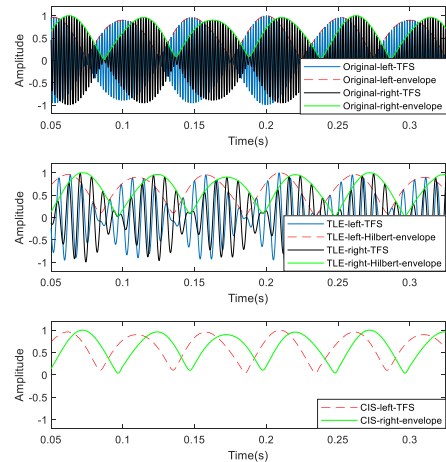 1
0.5
0
-0.5
-1
Amplitude
0.05 0.1 0.15 0.2 0.25 0.3
Time(s)
Original-left-TFS
Original-left-envelope
Original-right-TFS
Original-right-envelope
1
0.5
0
-0.5
-1
Amplitude
0.05 0.1 0.15 0.2 0.25 0.3
Time(s)
TLE-left-TFS
TLE-left-Hilbert-envelope
TLE-right-TFS
TLE-right-Hilbert-envelope
1
0.5
0
-0.5
-1
Amplitude
0.05 0.1 0.15 0.2 0.25 0.3
Time(s)
CIS-left-TFS
CIS-right-envelope